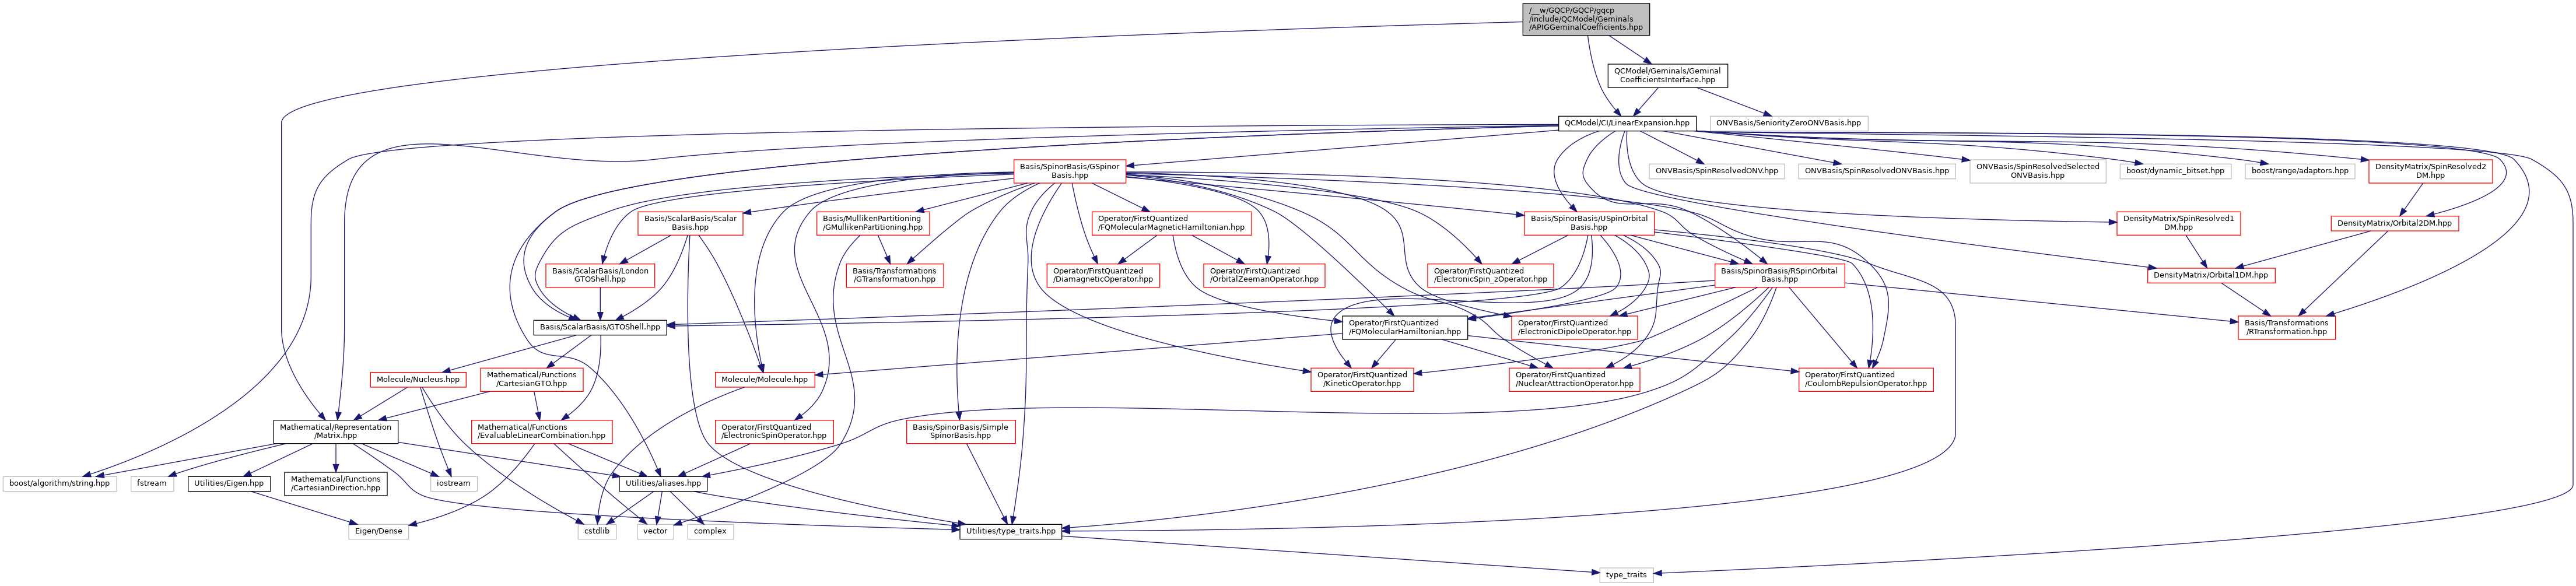 /__w/GQCP/GQCP/gqcp
/include/QCModel/Geminals
/APIGGeminalCoefficients.hpp
QCModel/Geminals/Geminal
CoefficientsInterface.hpp
QCModel/CI/LinearExpansion.hpp
ONVBasis/SeniorityZeroONVBasis.hpp
Basis/SpinorBasis/GSpinor
Basis.hpp
ONVBasis/SpinResolvedONV.hpp
ONVBasis/SpinResolvedONVBasis.hpp
ONVBasis/SpinResolvedSelected
ONVBasis.hpp
boost/dynamic_bitset.hpp
boost/range/adaptors.hpp
DensityMatrix/SpinResolved2
DM.hpp
Basis/ScalarBasis/Scalar
Basis.hpp
Basis/MullikenPartitioning
/GMullikenPartitioning.hpp
Operator/FirstQuantized
/FQMolecularMagneticHamiltonian.hpp
Basis/SpinorBasis/USpinOrbital
Basis.hpp
DensityMatrix/SpinResolved1
DM.hpp
DensityMatrix/Orbital2DM.hpp
Basis/ScalarBasis/London
GTOShell.hpp
Basis/Transformations
/GTransformation.hpp
Operator/FirstQuantized
/DiamagneticOperator.hpp
Operator/FirstQuantized
/OrbitalZeemanOperator.hpp
Operator/FirstQuantized
/ElectronicSpin_zOperator.hpp
Basis/SpinorBasis/RSpinOrbital
Basis.hpp
DensityMatrix/Orbital1DM.hpp
Basis/ScalarBasis/GTOShell.hpp
Operator/FirstQuantized
/FQMolecularHamiltonian.hpp
Operator/FirstQuantized
/ElectronicDipoleOperator.hpp
Basis/Transformations
/RTransformation.hpp
Molecule/Nucleus.hpp
Mathematical/Functions
/CartesianGTO.hpp
Molecule/Molecule.hpp
Operator/FirstQuantized
/KineticOperator.hpp
Operator/FirstQuantized
/NuclearAttractionOperator.hpp
Operator/FirstQuantized
/CoulombRepulsionOperator.hpp
Mathematical/Representation
/Matrix.hpp
Mathematical/Functions
/EvaluableLinearCombination.hpp
Operator/FirstQuantized
/ElectronicSpinOperator.hpp
Basis/SpinorBasis/Simple
SpinorBasis.hpp
boost/algorithm/string.hpp
fstream
Utilities/Eigen.hpp
Mathematical/Functions
/CartesianDirection.hpp
iostream
Utilities/aliases.hpp
Eigen/Dense
cstdlib
vector
complex
Utilities/type_traits.hpp
type_traits